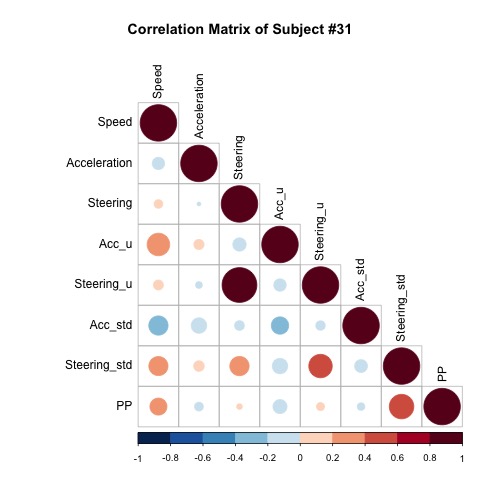 Correlation Matrix of Subject #31
Speed
Acceleration
Steering
Acc_u
Steering_u
Acc_std
Steering_std
PP
Speed
Acceleration
Steering
Acc_u
Steering_u
Acc_std
Steering_std
PP
-1 -0.8 -0.6 -0.4 -0.2 0 0.2 0.4 0.6 0.8 1